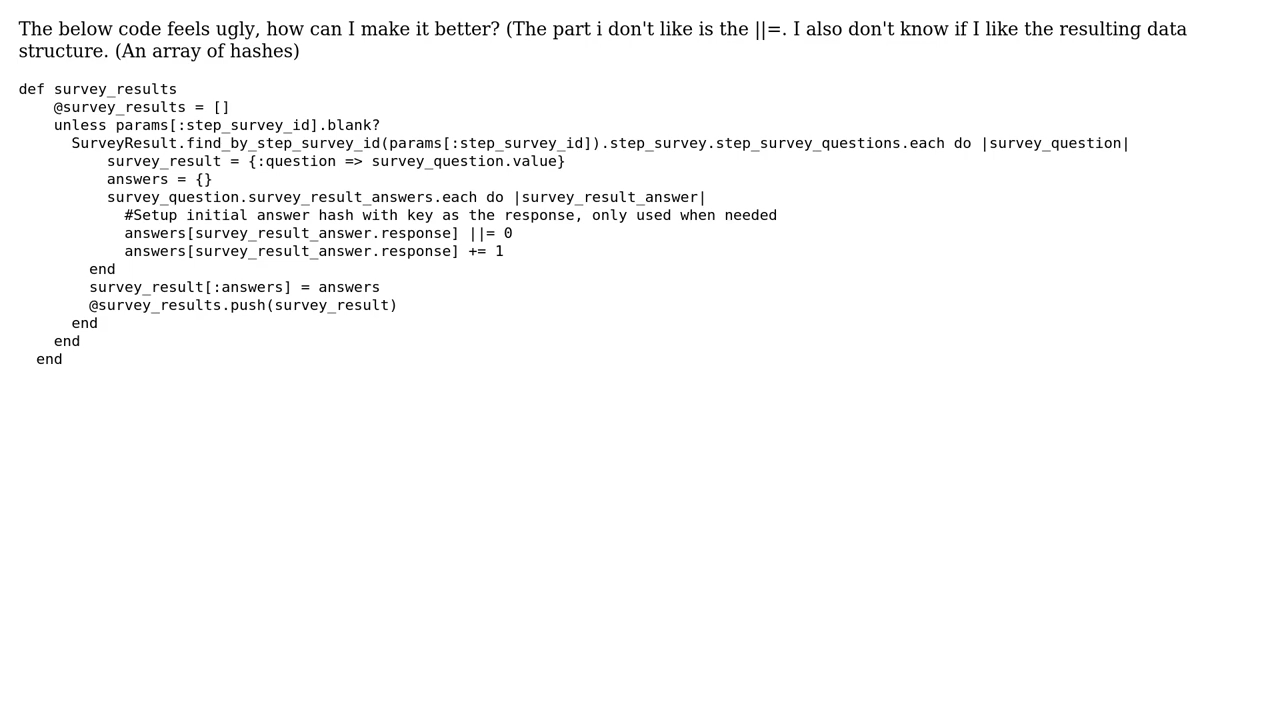 The below code feels ugly, how can I make it better? (The part i don't like is the ||=. I also don't know if I like the resulting data
structure. (An array of hashes)
def survey_results
    @survey_results = []
    unless params[:step_survey_id].blank?
      SurveyResult.find_by_step_survey_id(params[:step_survey_id]).step_survey.step_survey_questions.each do |survey_question|
          survey_result = {:question => survey_question.value}
          answers = {}
          survey_question.survey_result_answers.each do |survey_result_answer|
            #Setup initial answer hash with key as the response, only used when needed
            answers[survey_result_answer.response] ||= 0
            answers[survey_result_answer.response] += 1
        end
        survey_result[:answers] = answers
        @survey_results.push(survey_result)
      end
    end
  end